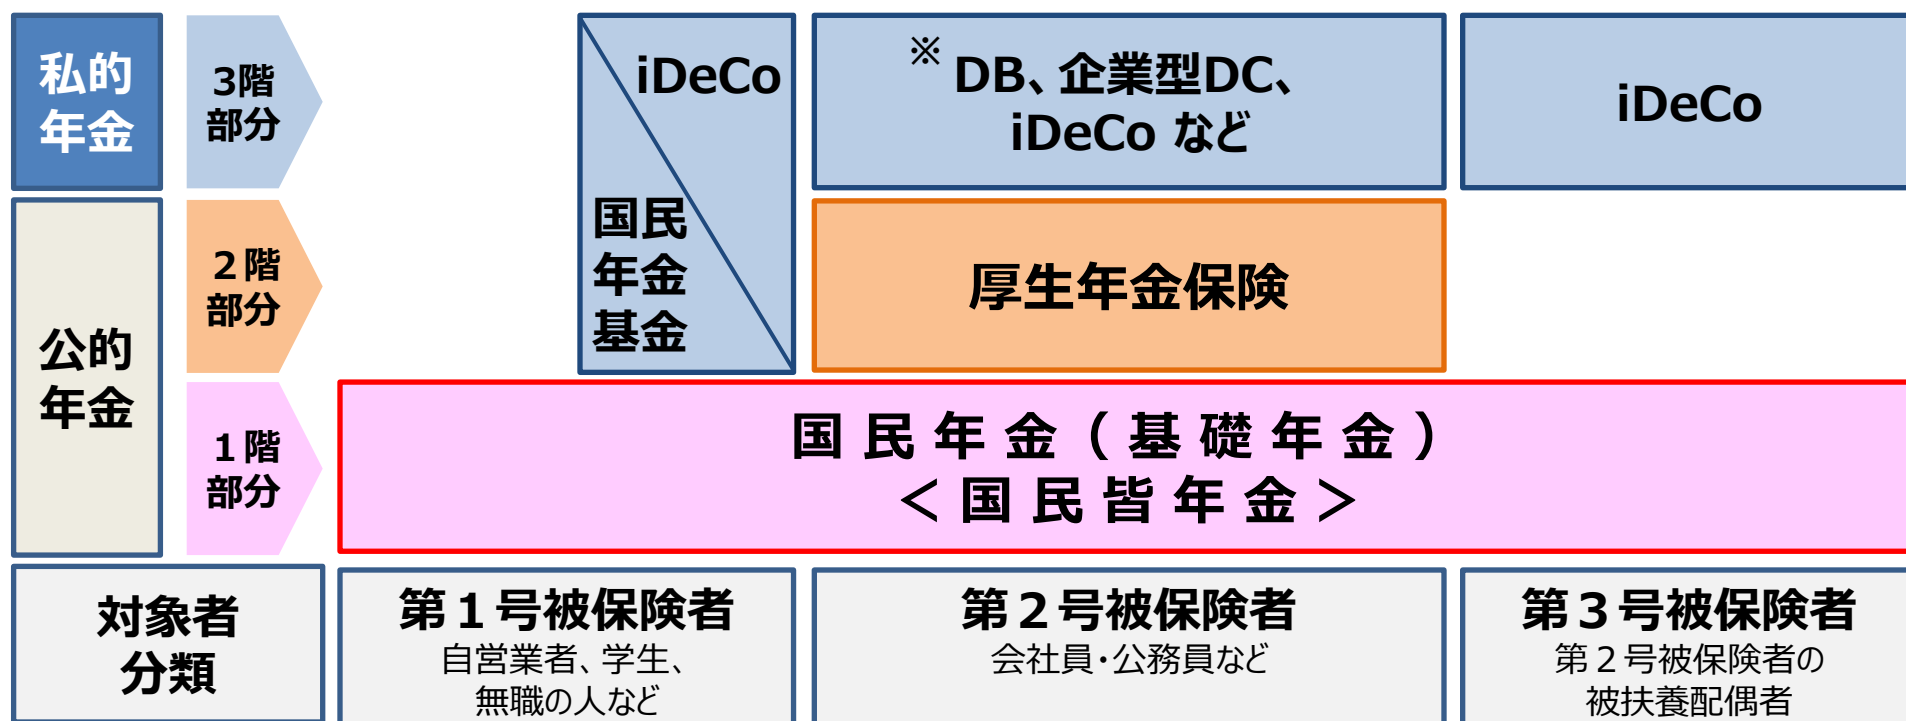 私的
年金
3階
部分
iDeCo
※
DB、企業型DC、
iDeCo など
iDeCo
国民
年金
基金
公的
年金
２階
部分
厚生年金保険
１階
部分
国民年金（基礎年金）
＜国民皆年金＞
対象者
分類
第１号被保険者
自営業者、学生、
無職の人など
第２号被保険者
会社員・公務員など
第３号被保険者
第２号被保険者の
被扶養配偶者